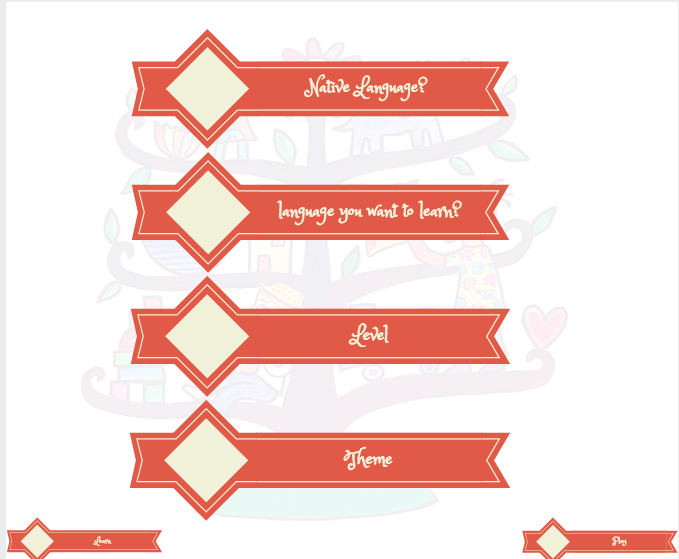 Native Language?
language you want to learn?
Level
Theme
Learn
Play